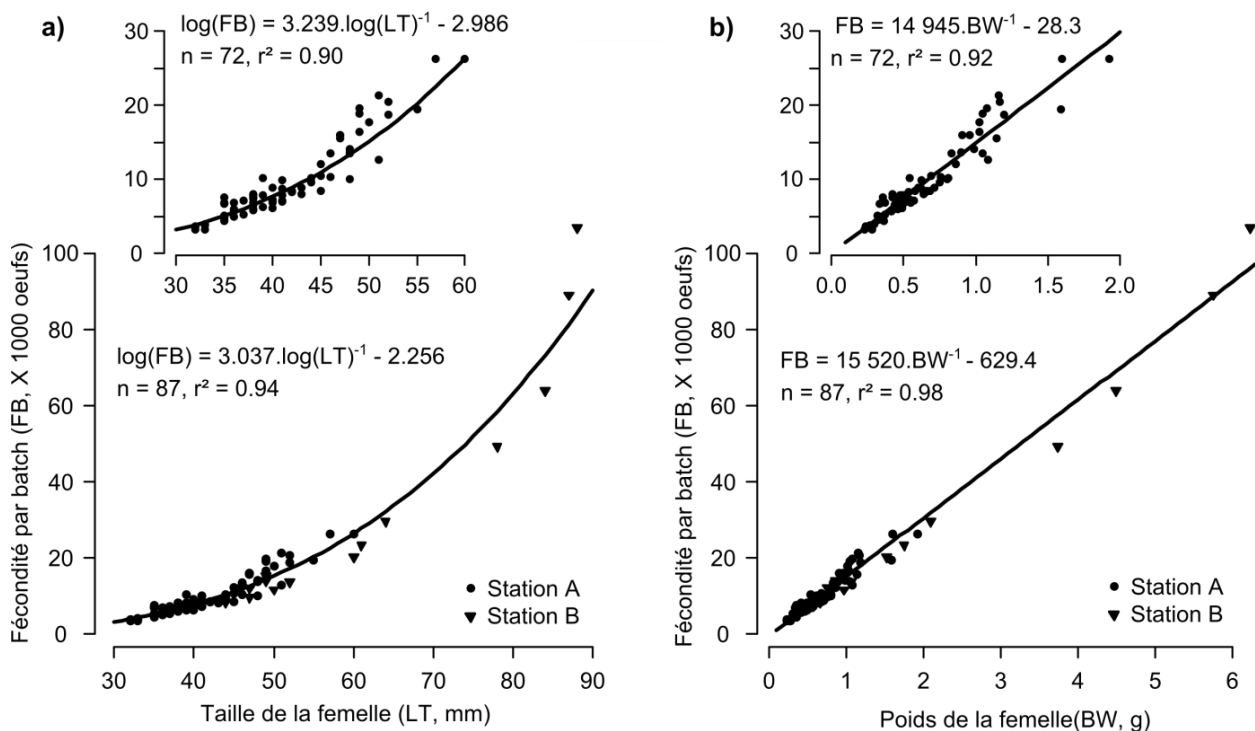 a)
log(FB) = 3.239.log(LT)⁻¹ - 2.986
n = 72, r² = 0.90
30
20
10
0
30 35 40 45 50 55 60
log(FB) = 3.037.log(LT)⁻¹ - 2.256
n = 87, r² = 0.94
Fécondité par batch (FB, X 1000 oeufs)
100
80
60
40
20
0
Station A
Station B
30 40 50 60 70 80 90
Taille de la femelle (LT, mm)
b)
FB = 14 945.BW⁻¹ - 28.3
n = 72, r² = 0.92
30
20
10
0
0.0 0.5 1.0 1.5 2.0
FB = 15 520.BW⁻¹ - 629.4
n = 87, r² = 0.98
Fécondité par batch (FB, X 1000 oeufs)
100
80
60
40
20
0
Station A
Station B
0 1 2 3 4 5 6
Poids de la femelle(BW, g)